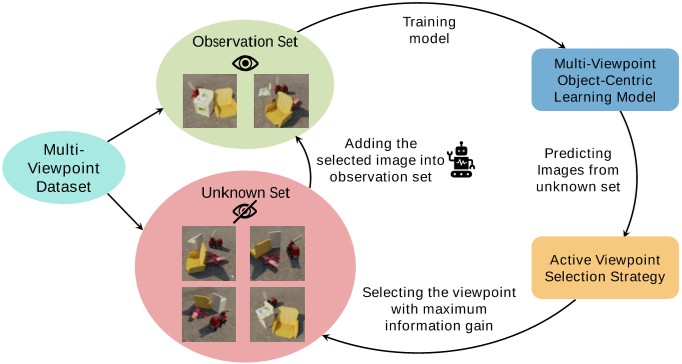 Observation Set
Training
model
Multi-Viewpoint
Object-Centric
Learning Model
Multi-
Viewpoint
Dataset
Adding the
selected image into
observation set
Predicting
Images from
unknown set
Unknown Set
Active Viewpoint
Selection Strategy
Selecting the viewpoint
with maximum
information gain